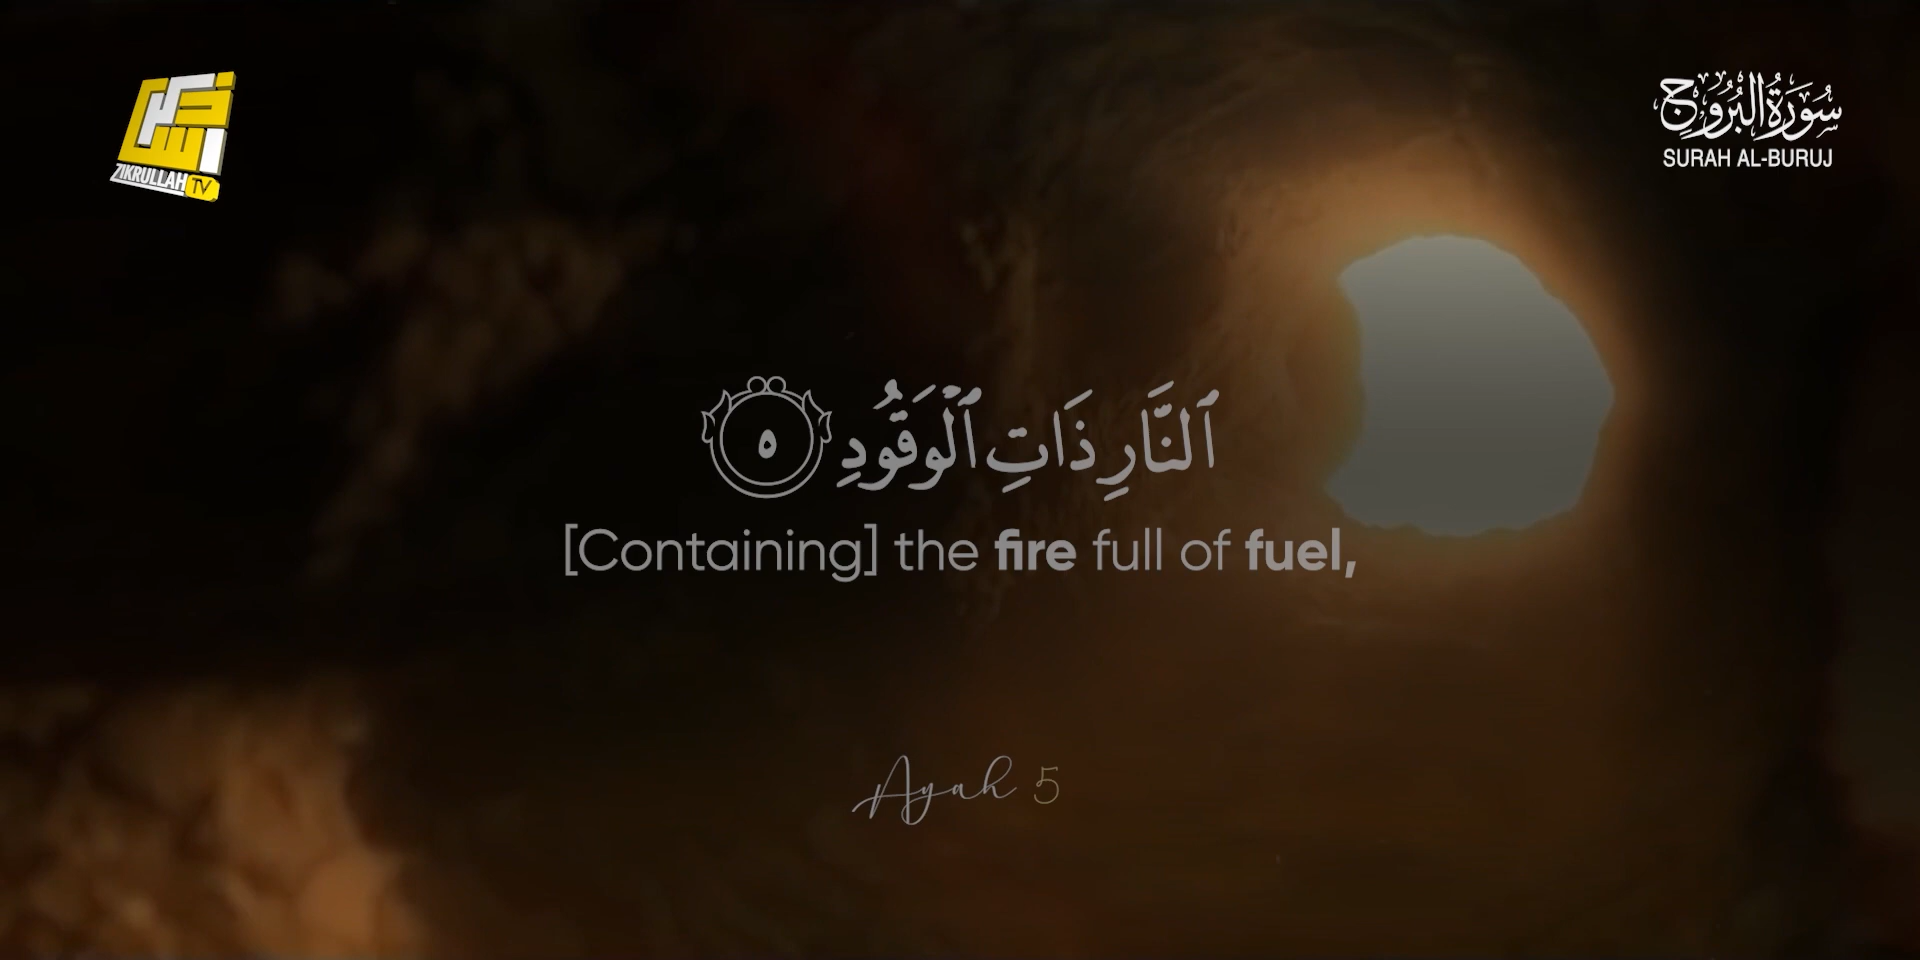 ZIKRULLAH TV
سُورَةُ البُرُوجِ
SURAH AL-BURUJ
ٱلنَّارِ ذَاتِ ٱلْوَقُودِ ٥
[Containing] the fire full of fuel,
Ayah 5